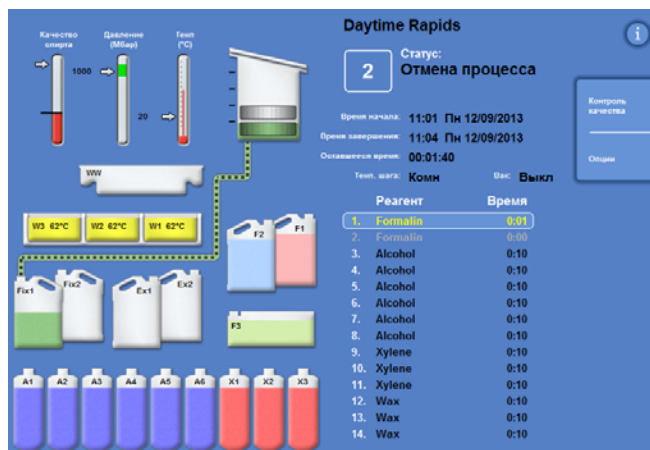 Качество спирта
Давление (МБар)
Темп (°C)
1000
20
WW
W3 62°C
W2 62°C
W1 62°C
F2
F1
Fix1
Fix2
Ex1
Ex2
F3
A1
A2
A3
A4
A5
A6
X1
X2
X3
Daytime Rapids
2
Статус:
Отмена процесса
Время начала: 11:01 Пн 12/09/2013
Время завершения: 11:04 Пн 12/09/2013
Оставшееся время: 00:01:40
Темп. шага: Комн Вак: Выкл
Реагент Время
1. Formalin 0:01
2. Formalin 0:00
3. Alcohol 0:10
4. Alcohol 0:10
5. Alcohol 0:10
6. Alcohol 0:10
7. Alcohol 0:10
8. Alcohol 0:10
9. Xylene 0:10
10. Xylene 0:10
11. Xylene 0:10
12. Wax 0:10
13. Wax 0:10
14. Wax 0:10
i
Контроль качества
Опции